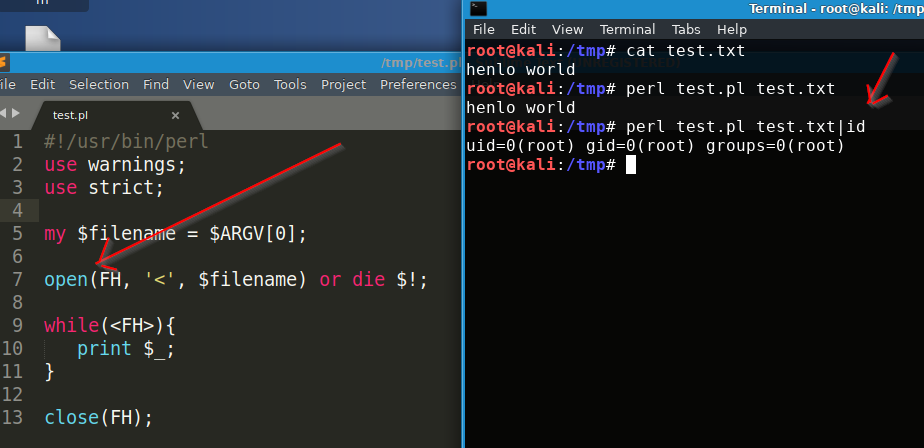 Terminal - root@kali: /tmp
File Edit View Terminal Tabs Help
root@kali:/tmp# cat test.txt
henlo world
root@kali:/tmp# perl test.pl test.txt
henlo world
root@kali:/tmp# perl test.pl test.txt|id
uid=0(root) gid=0(root) groups=0(root)
root@kali:/tmp#
/tmp/test.pl
ile Edit Selection Find View Goto Tools Project Preferences
test.pl ×
1 #!/usr/bin/perl
2 use warnings;
3 use strict;
4
5 my $filename = $ARGV[0];
6
7 open(FH, '<', $filename) or die $!;
8
9 while(<FH>){
10 print $_;
11 }
12
13 close(FH);